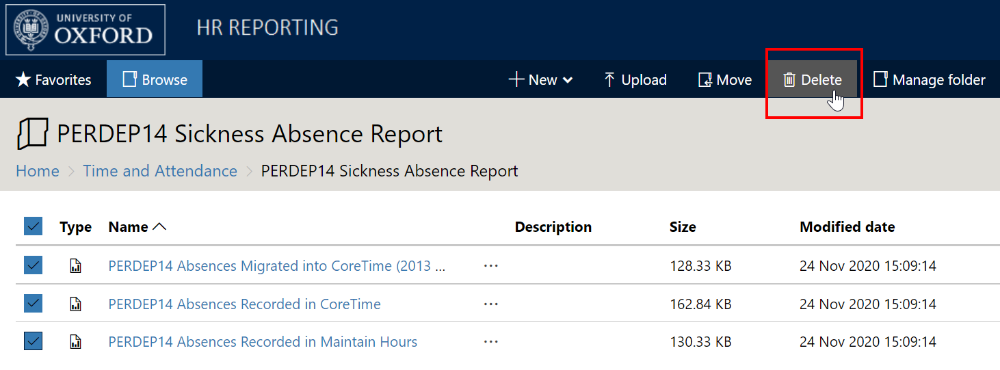 UNIVERSITY OF
OXFORD
HR REPORTING
Favorites Browse New Upload Move Delete Manage folder
PERDEP14 Sickness Absence Report
Home > Time and Attendance > PERDEP14 Sickness Absence Report
Type Name Description Size Modified date
PERDEP14 Absences Migrated into CoreTime (2013 ... ... 128.33 KB 24 Nov 2020 15:09:14
PERDEP14 Absences Recorded in CoreTime ... 162.84 KB 24 Nov 2020 15:09:14
PERDEP14 Absences Recorded in Maintain Hours ... 130.33 KB 24 Nov 2020 15:09:14